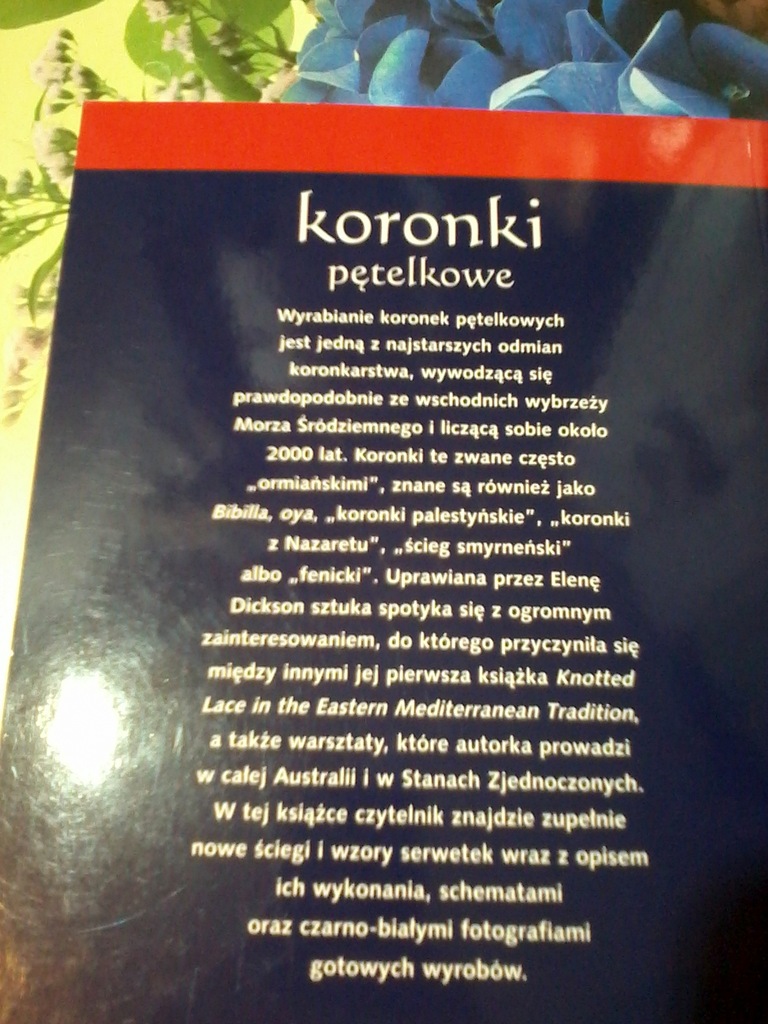 koronki
pętelkowe
Wyrabianie koronek pętelkowych
jest jedną z najstarszych odmian
koronkarstwa, wywodzącą się
prawdopodobnie ze wschodnich wybrzeży
Morza Śródziemnego i liczącą sobie około
2000 lat. Koronki te zwane często
„ormiańskimi”, znane są również jako
Bibilla, oya, „koronki palestyńskie”, „koronki
z Nazaretu”, „ścieg smyrneński”
albo „fenicki”. Uprawiana przez Elenę
Dickson sztuka spotyka się z ogromnym
zainteresowaniem, do którego przyczyniła się
między innymi jej pierwsza książka Knotted
Lace in the Eastern Mediterranean Tradition,
a także warsztaty, które autorka prowadzi
w całej Australii i w Stanach Zjednoczonych.
W tej książce czytelnik znajdzie zupełnie
nowe ściegi i wzory serwetek wraz z opisem
ich wykonania, schematami
oraz czarno-białymi fotografiami
gotowych wyrobów.